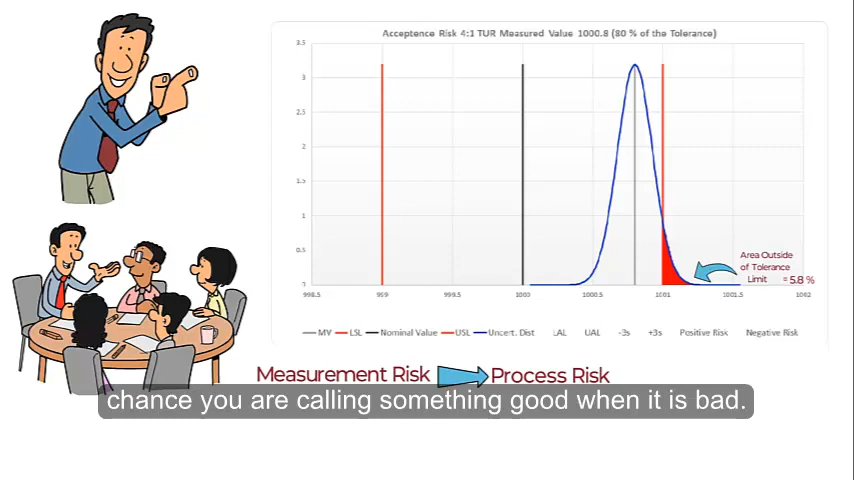 Acceptence Risk 4:1 TUR Measured Value 1000.8 (80 % of the Tolerance)
3.5
3
2.5
2
1.5
1
0.5
0
998.5 999 999.5 1000 1000.5 1001 1001.5 1002
Area Outside
of Tolerance
Limit = 5.8 %
MV LSL Nominal Value USL Uncert. Dist LAL UAL -3s +3s Positive Risk Negative Risk
Measurement Risk Process Risk
chance you are calling something good when it is bad.